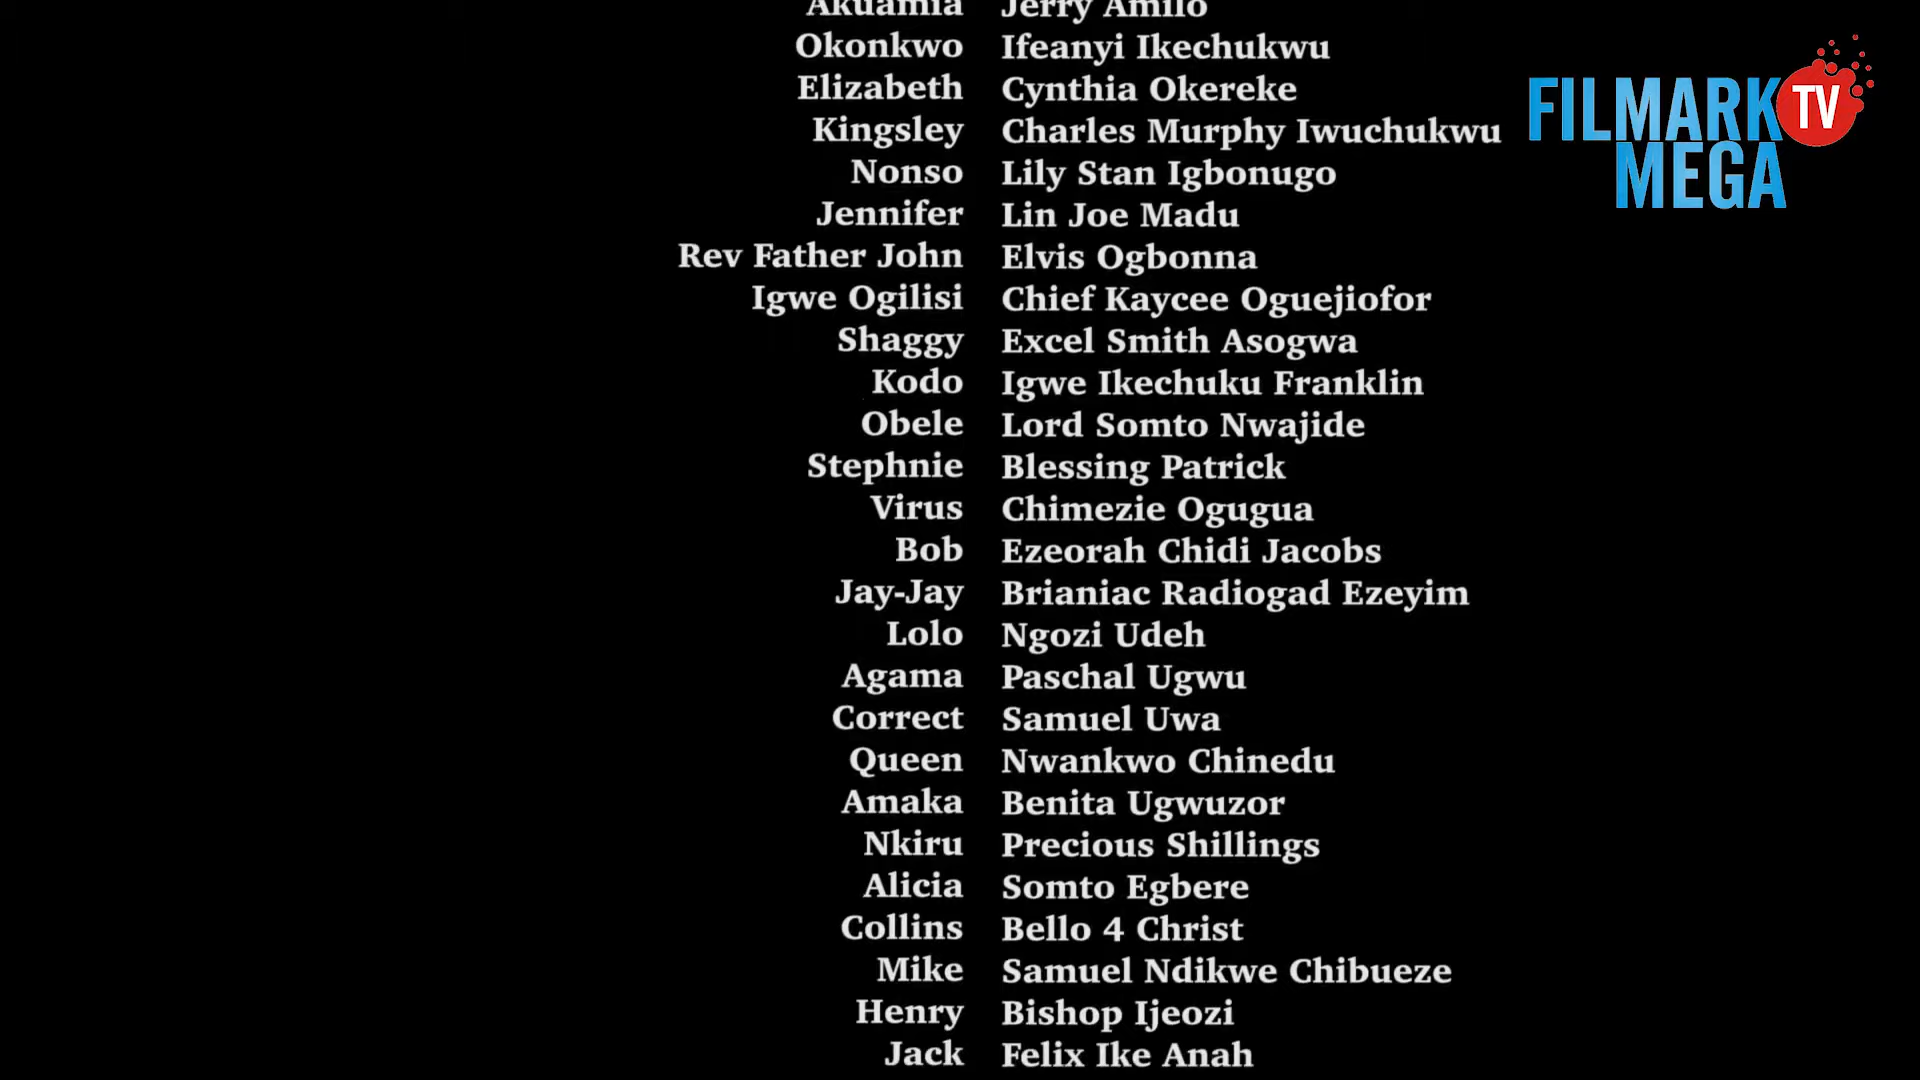 Akuamia Jerry Amilo
Okonkwo Ifeanyi Ikechukwu
Elizabeth Cynthia Okereke
Kingsley Charles Murphy Iwuchukwu
Nonso Lily Stan Igbonugo
Jennifer Lin Joe Madu
Rev Father John Elvis Ogbonna
Igwe Ogilisi Chief Kaycee Oguejiofor
Shaggy Excel Smith Asogwa
Kodo Igwe Ikechuku Franklin
Obele Lord Somto Nwajide
Stephnie Blessing Patrick
Virus Chimezie Ogugua
Bob Ezeorah Chidi Jacobs
Jay-Jay Brianiac Radiogad Ezeyim
Lolo Ngozi Udeh
Agama Paschal Ugwu
Correct Samuel Uwa
Queen Nwankwo Chinedu
Amaka Benita Ugwuzor
Nkiru Precious Shillings
Alicia Somto Egbere
Collins Bello 4 Christ
Mike Samuel Ndikwe Chibueze
Henry Bishop Ijeozi
Jack Felix Ike Anah
FILMARK TV
MEGA